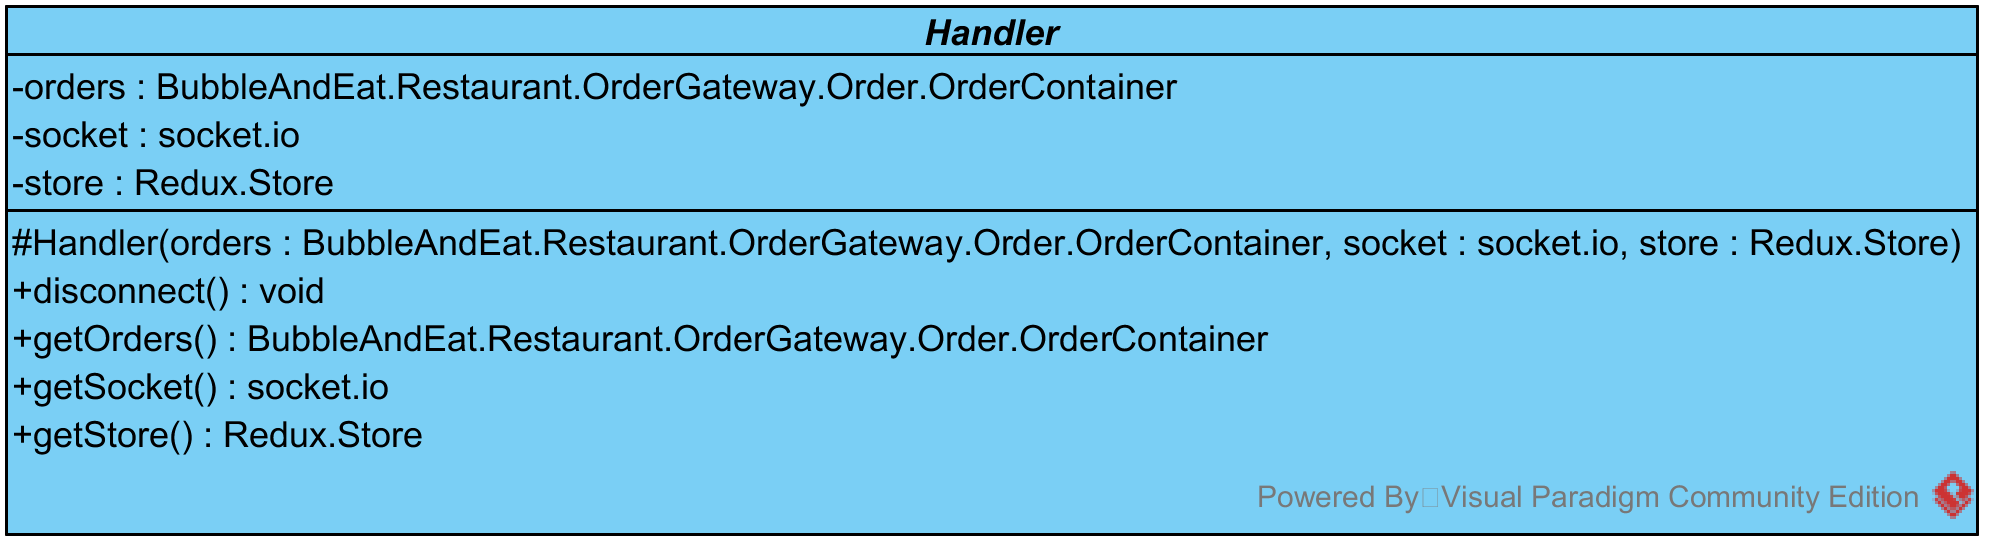 Handler
-orders : BubbleAndEat.Restaurant.OrderGateway.Order.OrderContainer
-socket : socket.io
-store : Redux.Store
#Handler(orders : BubbleAndEat.Restaurant.OrderGateway.Order.OrderContainer, socket : socket.io, store : Redux.Store)
+disconnect() : void
+getOrders() : BubbleAndEat.Restaurant.OrderGateway.Order.OrderContainer
+getSocket() : socket.io
+getStore() : Redux.Store
Powered By□Visual Paradigm Community Edition